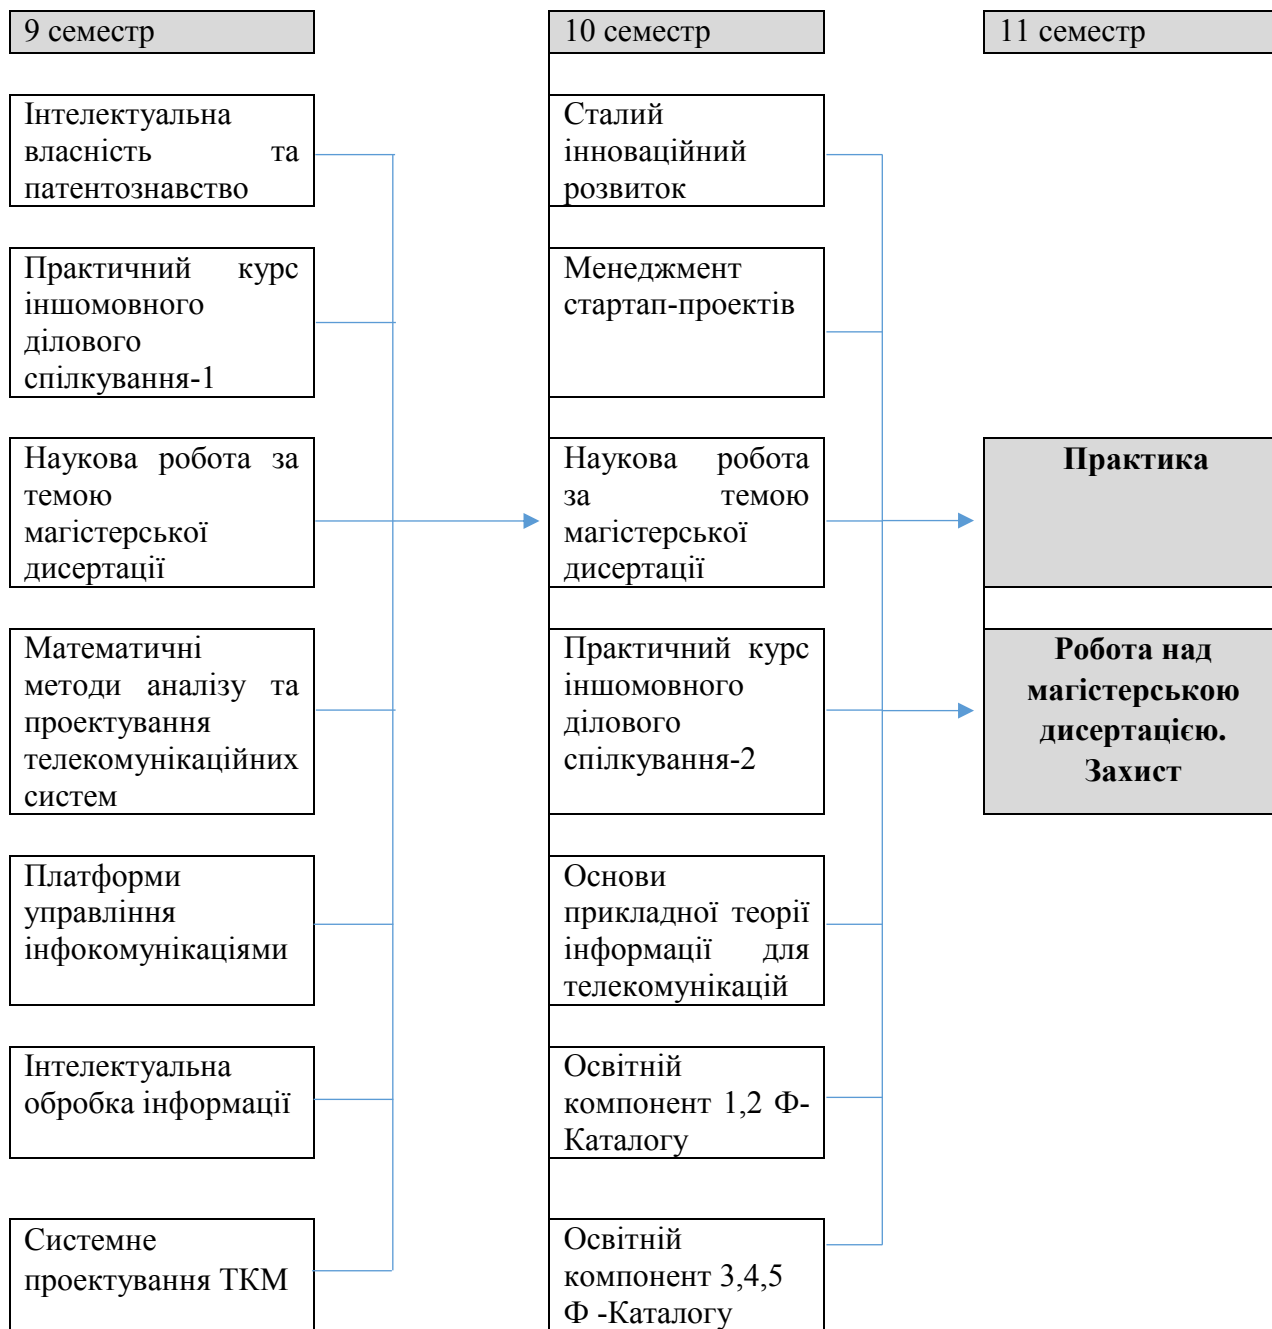 9 семестр
10 семестр
11 семестр
Інтелектуальна
власність та
патентознавство
Сталий
інноваційний
розвиток
Практичний курс
іншомовного
ділового
спілкування-1
Менеджмент
стартап-проектів
Наукова робота за
темою
магістерської
дисертації
Наукова робота
за темою
магістерської
дисертації
Практика
Математичні
методи аналізу та
проектування
телекомунікаційних
систем
Практичний курс
іншомовного
ділового
спілкування-2
Робота над
магістерською
дисертацією.
Захист
Платформи
управління
інфокомунікаціями
Основи
прикладної теорії
інформації для
телекомунікацій
Інтелектуальна
обробка інформації
Освітній
компонент 1,2 Ф-
Каталогу
Системне
проектування ТКМ
Освітній
компонент 3,4,5
Ф -Каталогу